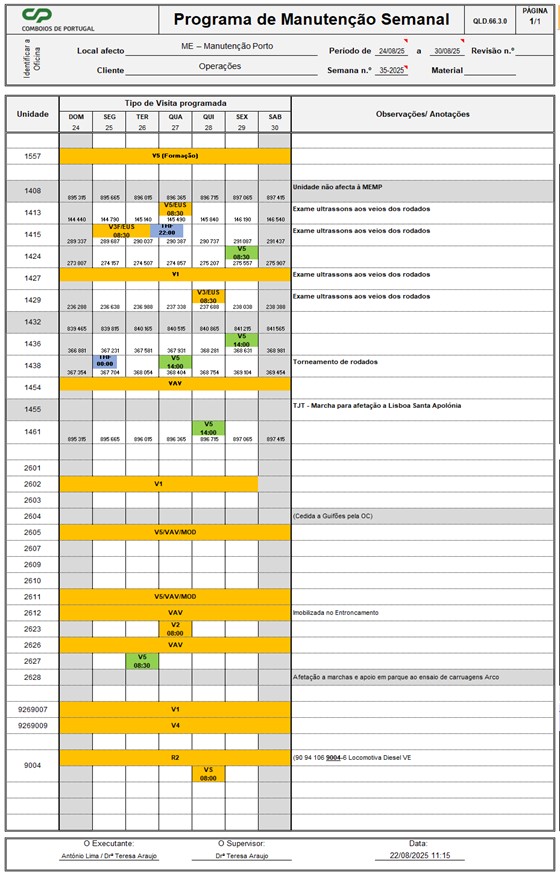 CP
COMBOIOS DE PORTUGAL
Programa de Manutenção Semanal
QLD.66.3.0
PÁGINA
1/1
Identificar a Oficina
Local afecto ME – Manutenção Porto
Período de 24/08/25 a 30/08/25 Revisão n.º
Cliente Operações
Semana n.º 35-2025 Material
Unidade
Tipo de Visita programada
Observações/ Anotações
DOM SEG TER QUA QUI SEX SAB
24 25 26 27 28 29 30
1557 V5 (Formação)
1408 Unidade não afecta à MEMP
895 315 895 665 896 015 896 365 896 715 897 065 897 415
1413 V5/EUS 08:30 Exame ultrassons aos veios dos rodados
144 440 144 790 145 140 145 490 145 840 146 190 146 540
1415 V3F/EUS 08:30 THF 22:00 Exame ultrassons aos veios dos rodados
289 337 289 687 290 037 290 387 290 737 291 087 291 437
1424 V5 08:30
273 807 274 157 274 507 274 857 275 207 275 557 275 907
1427 V1 Exame ultrassons aos veios dos rodados
1429 V3/EUS 08:30 Exame ultrassons aos veios dos rodados
236 288 236 638 236 988 237 338 237 688 238 038 238 388
1432
839 465 839 815 840 165 840 515 840 865 841 215 841 565
1436 V5 14:00
366 881 367 231 367 581 367 931 368 281 368 631 368 981
1438 THF 00:00 V5 14:00 Torneamento de rodados
367 354 367 704 368 054 368 404 368 754 369 104 369 454
1454 VAV
1455 TJT - Marcha para afetação a Lisboa Santa Apolónia
1461 V5 14:00
895 315 895 665 896 015 896 365 896 715 897 065 897 415
2601
2602 V1
2603
2604 (Cedida a Guifões pela OC)
2605 V5/VAV/MOD
2607
2609
2610
2611 V5/VAV/MOD
2612 VAV Imobilizada no Entroncamento
2623 V2 08:00
2626 VAV
2627 V5 08:30
2628 Afetação a marchas e apoio em parque ao ensaio de carruagens Arco
9269007 V1
9269009 V4
9004 R2 (90 94 106 9004-6 Locomotiva Diesel VE
V5 08:00
O Executante: O Supervisor: Data:
António Lima / Drª Teresa Araujo Drª Teresa Araujo 22/08/2025 11:15